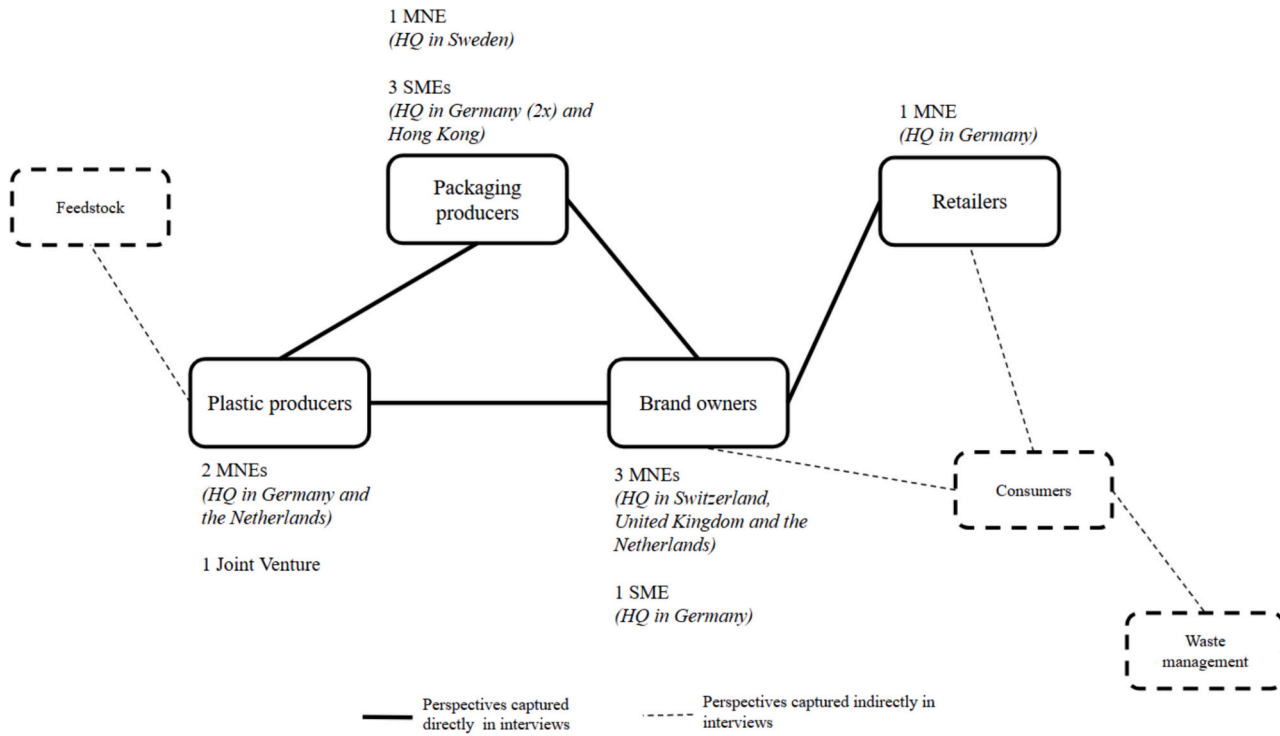 1 MNE
(HQ in Sweden)
3 SMEs
(HQ in Germany (2x) and
Hong Kong)
1 MNE
(HQ in Germany)
Packaging
producers
Retailers
Feedstock
Plastic producers
Brand owners
2 MNEs
(HQ in Germany and
the Netherlands)
1 Joint Venture
3 MNEs
(HQ in Switzerland,
United Kingdom and the
Netherlands)
1 SME
(HQ in Germany)
Consumers
Waste
management
Perspectives captured
directly in interviews
Perspectives captured indirectly in
interviews